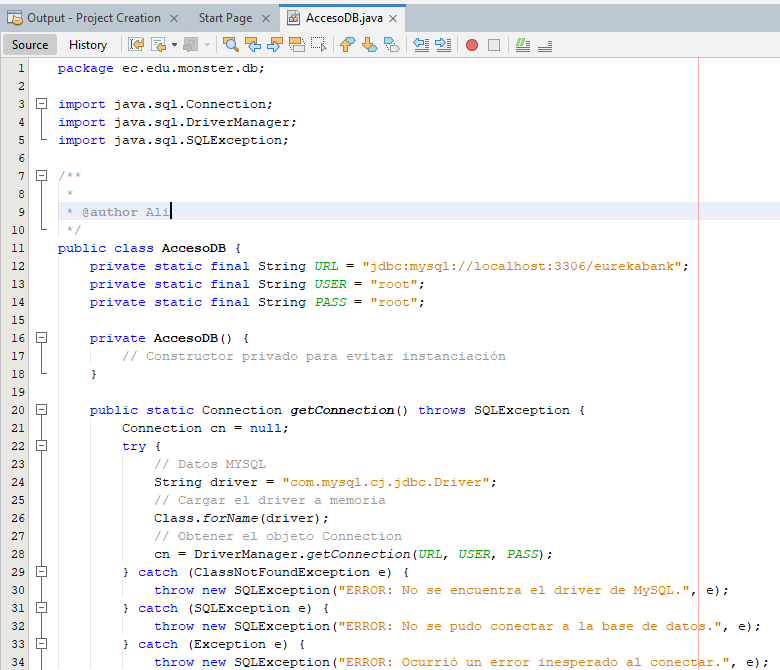 Output - Project Creation
Start Page
AccesoDB.java
Source
History
1 package ec.edu.monster.db;
2
3 import java.sql.Connection;
4 import java.sql.DriverManager;
5 import java.sql.SQLException;
6
7 /**
8  *
9  * @author Ali
10  */
11 public class AccesoDB {
12     private static final String URL = "jdbc:mysql://localhost:3306/eurekabank";
13     private static final String USER = "root";
14     private static final String PASS = "root";
15
16     private AccesoDB() {
17         // Constructor privado para evitar instanciación
18     }
19
20     public static Connection getConnection() throws SQLException {
21         Connection cn = null;
22         try {
23             // Datos MYSQL
24             String driver = "com.mysql.cj.jdbc.Driver";
25             // Cargar el driver a memoria
26             Class.forName(driver);
27             // Obtener el objeto Connection
28             cn = DriverManager.getConnection(URL, USER, PASS);
29         } catch (ClassNotFoundException e) {
30             throw new SQLException("ERROR: No se encuentra el driver de MySQL.", e);
31         } catch (SQLException e) {
32             throw new SQLException("ERROR: No se pudo conectar a la base de datos.", e);
33         } catch (Exception e) {
34             throw new SQLException("ERROR: Ocurrió un error inesperado al conectar.", e);